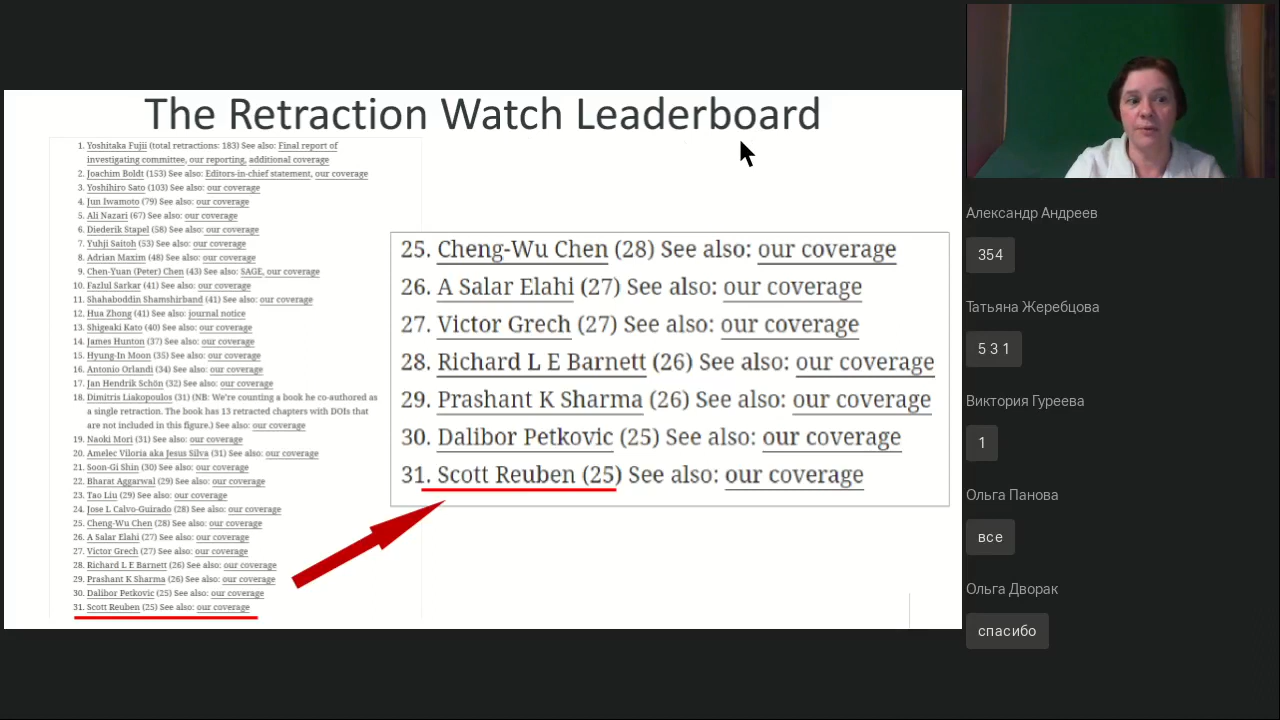 The Retraction Watch Leaderboard
1. Yoshitaka Fujii (total retractions: 183) See also: Final report of
investigating committee, our reporting, additional coverage
2. Joachim Boldt (153) See also: Editors-in-chief statement, our coverage
3. Yoshihiro Sato (103) See also: our coverage
4. Jun Iwamoto (79) See also: our coverage
5. Ali Nazari (67) See also: our coverage
6. Diederik Stapel (58) See also: our coverage
7. Yuhji Saitoh (53) See also: our coverage
8. Adrian Maxim (48) See also: our coverage
9. Chen-Yuan (Peter) Chen (43) See also: SAGE, our coverage
10. Fazlul Sarkar (41) See also: our coverage
11. Shahaboddin Shamshirband (41) See also: our coverage
12. Hua Zhong (41) See also: journal notice
13. Shigeaki Kato (40) See also: our coverage
14. James Hunton (37) See also: our coverage
15. Hyung-In Moon (35) See also: our coverage
16. Antonio Orlandi (34) See also: our coverage
17. Jan Hendrik Schön (32) See also: our coverage
18. Dimitris Liakopoulos (31) (NB: We're counting a book he co-authored as
a single retraction. The book has 13 retracted chapters with DOIs that
are not included in this figure.) See also: our coverage
19. Naoki Mori (31) See also: our coverage
20. Amelec Viloria aka Jesus Silva (31) See also: our coverage
21. Soon-Gi Shin (30) See also: our coverage
22. Bharat Aggarwal (29) See also: our coverage
23. Tao Liu (29) See also: our coverage
24. Jose L Calvo-Guirado (28) See also: our coverage
25. Cheng-Wu Chen (28) See also: our coverage
26. A Salar Elahi (27) See also: our coverage
27. Victor Grech (27) See also: our coverage
28. Richard L E Barnett (26) See also: our coverage
29. Prashant K Sharma (26) See also: our coverage
30. Dalibor Petkovic (25) See also: our coverage
31. Scott Reuben (25) See also: our coverage
25. Cheng-Wu Chen (28) See also: our coverage
26. A Salar Elahi (27) See also: our coverage
27. Victor Grech (27) See also: our coverage
28. Richard L E Barnett (26) See also: our coverage
29. Prashant K Sharma (26) See also: our coverage
30. Dalibor Petkovic (25) See also: our coverage
31. Scott Reuben (25) See also: our coverage
Александр Андреев
354
Татьяна Жеребцова
5 3 1
Виктория Гуреева
1
Ольга Панова
все
Ольга Дворак
спасибо